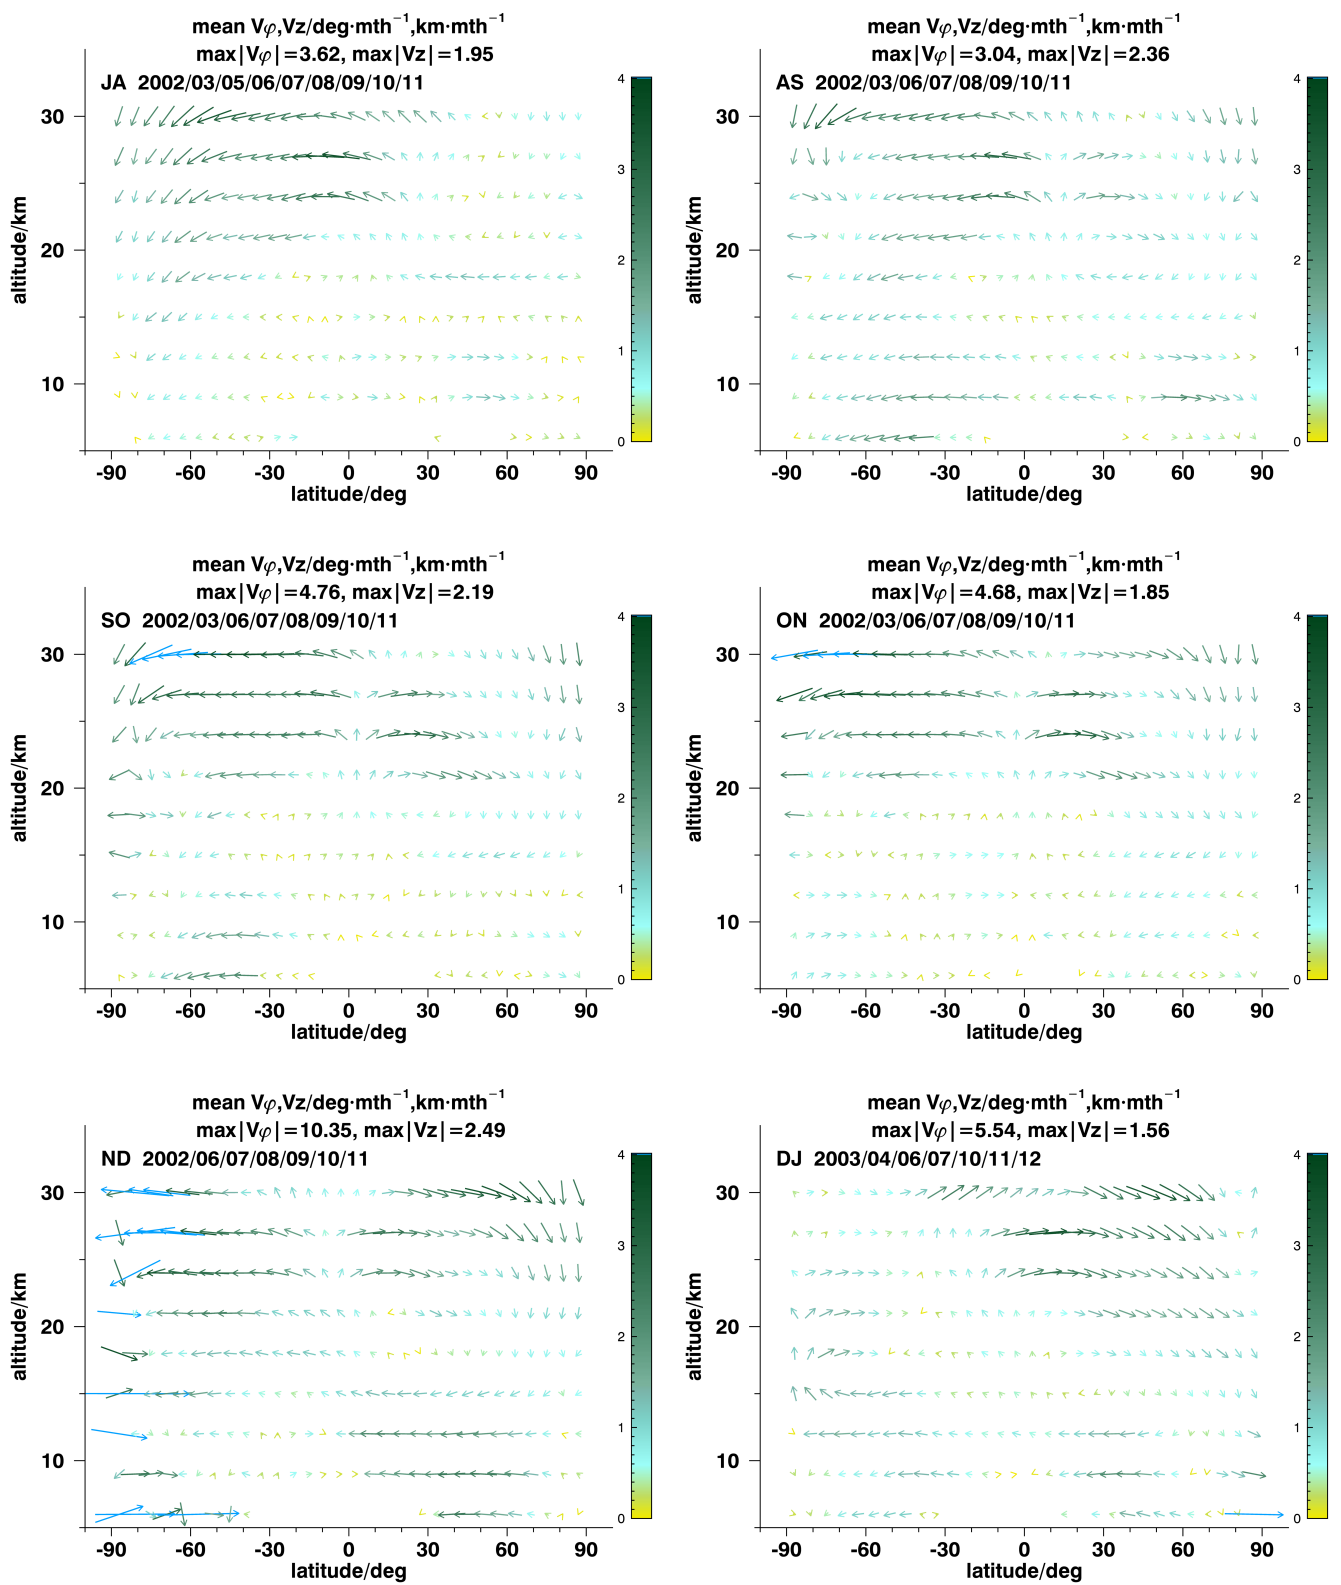 mean Vφ,Vz/deg·mth⁻¹,km·mth⁻¹
max|Vφ|=3.62, max|Vz|=1.95
JA 2002/03/05/06/07/08/09/10/11
30
20
10
altitude/km
-90 -60 -30 0 30 60 90
latitude/deg
4
3
2
1
0
mean Vφ,Vz/deg·mth⁻¹,km·mth⁻¹
max|Vφ|=3.04, max|Vz|=2.36
AS 2002/03/06/07/08/09/10/11
30
20
10
altitude/km
-90 -60 -30 0 30 60 90
latitude/deg
4
3
2
1
0
mean Vφ,Vz/deg·mth⁻¹,km·mth⁻¹
max|Vφ|=4.76, max|Vz|=2.19
SO 2002/03/06/07/08/09/10/11
30
20
10
altitude/km
-90 -60 -30 0 30 60 90
latitude/deg
4
3
2
1
0
mean Vφ,Vz/deg·mth⁻¹,km·mth⁻¹
max|Vφ|=4.68, max|Vz|=1.85
ON 2002/03/06/07/08/09/10/11
30
20
10
altitude/km
-90 -60 -30 0 30 60 90
latitude/deg
4
3
2
1
0
mean Vφ,Vz/deg·mth⁻¹,km·mth⁻¹
max|Vφ|=10.35, max|Vz|=2.49
ND 2002/06/07/08/09/10/11
30
20
10
altitude/km
-90 -60 -30 0 30 60 90
latitude/deg
4
3
2
1
0
mean Vφ,Vz/deg·mth⁻¹,km·mth⁻¹
max|Vφ|=5.54, max|Vz|=1.56
DJ 2003/04/06/07/10/11/12
30
20
10
altitude/km
-90 -60 -30 0 30 60 90
latitude/deg
4
3
2
1
0